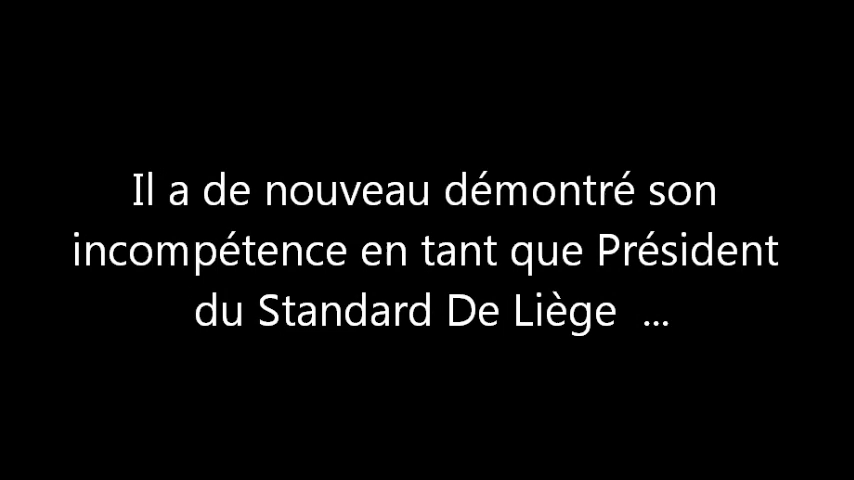 Il a de nouveau démontré son
incompétence en tant que Président
du Standard De Liège  ...